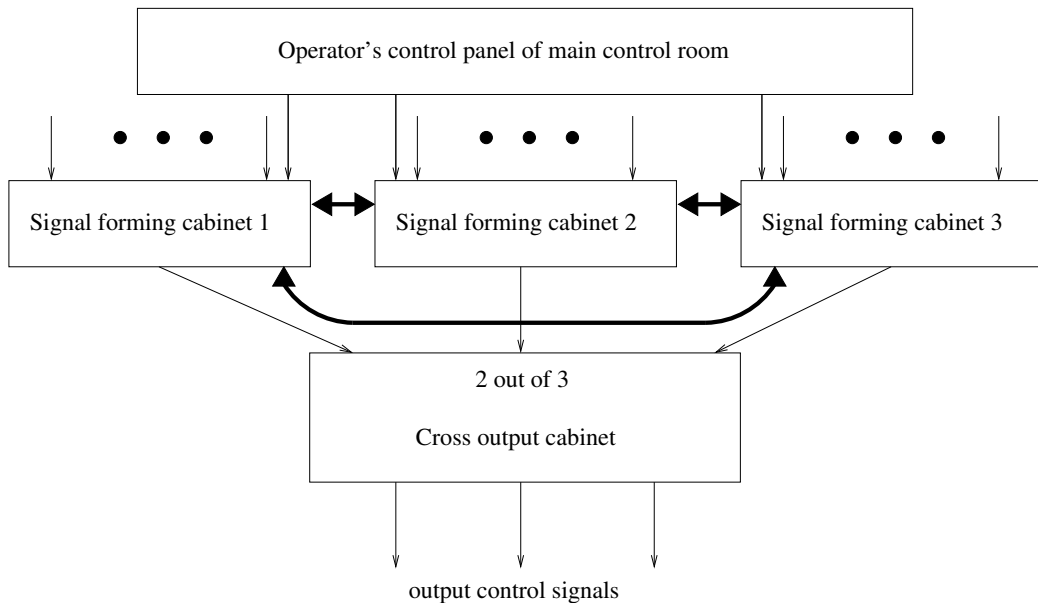 Operator's control panel of main control room
Signal forming cabinet 1
Signal forming cabinet 2
Signal forming cabinet 3
2 out of 3
Cross output cabinet
output control signals